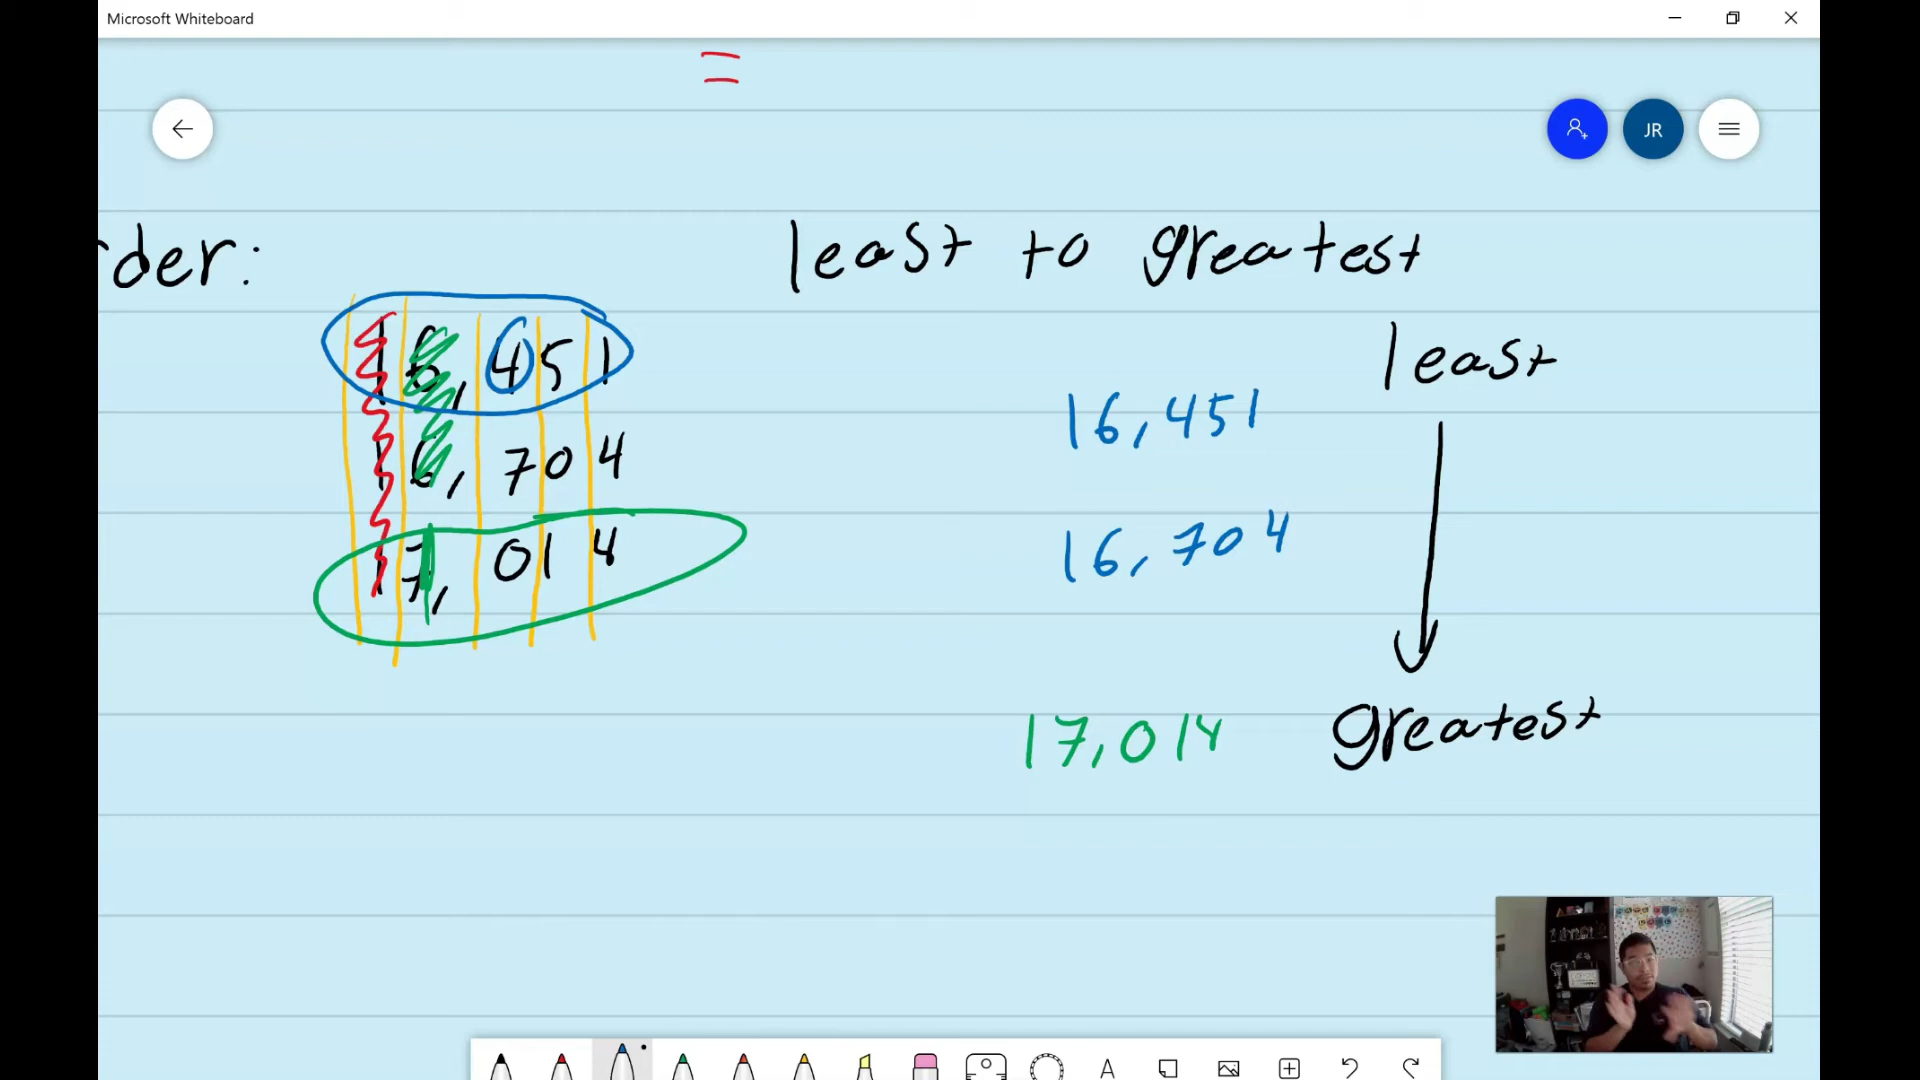 Microsoft Whiteboard
=
JR
rder:
least to greatest
16,451
16,704
17,014
least
16,451
16,704
17,014
greatest
A